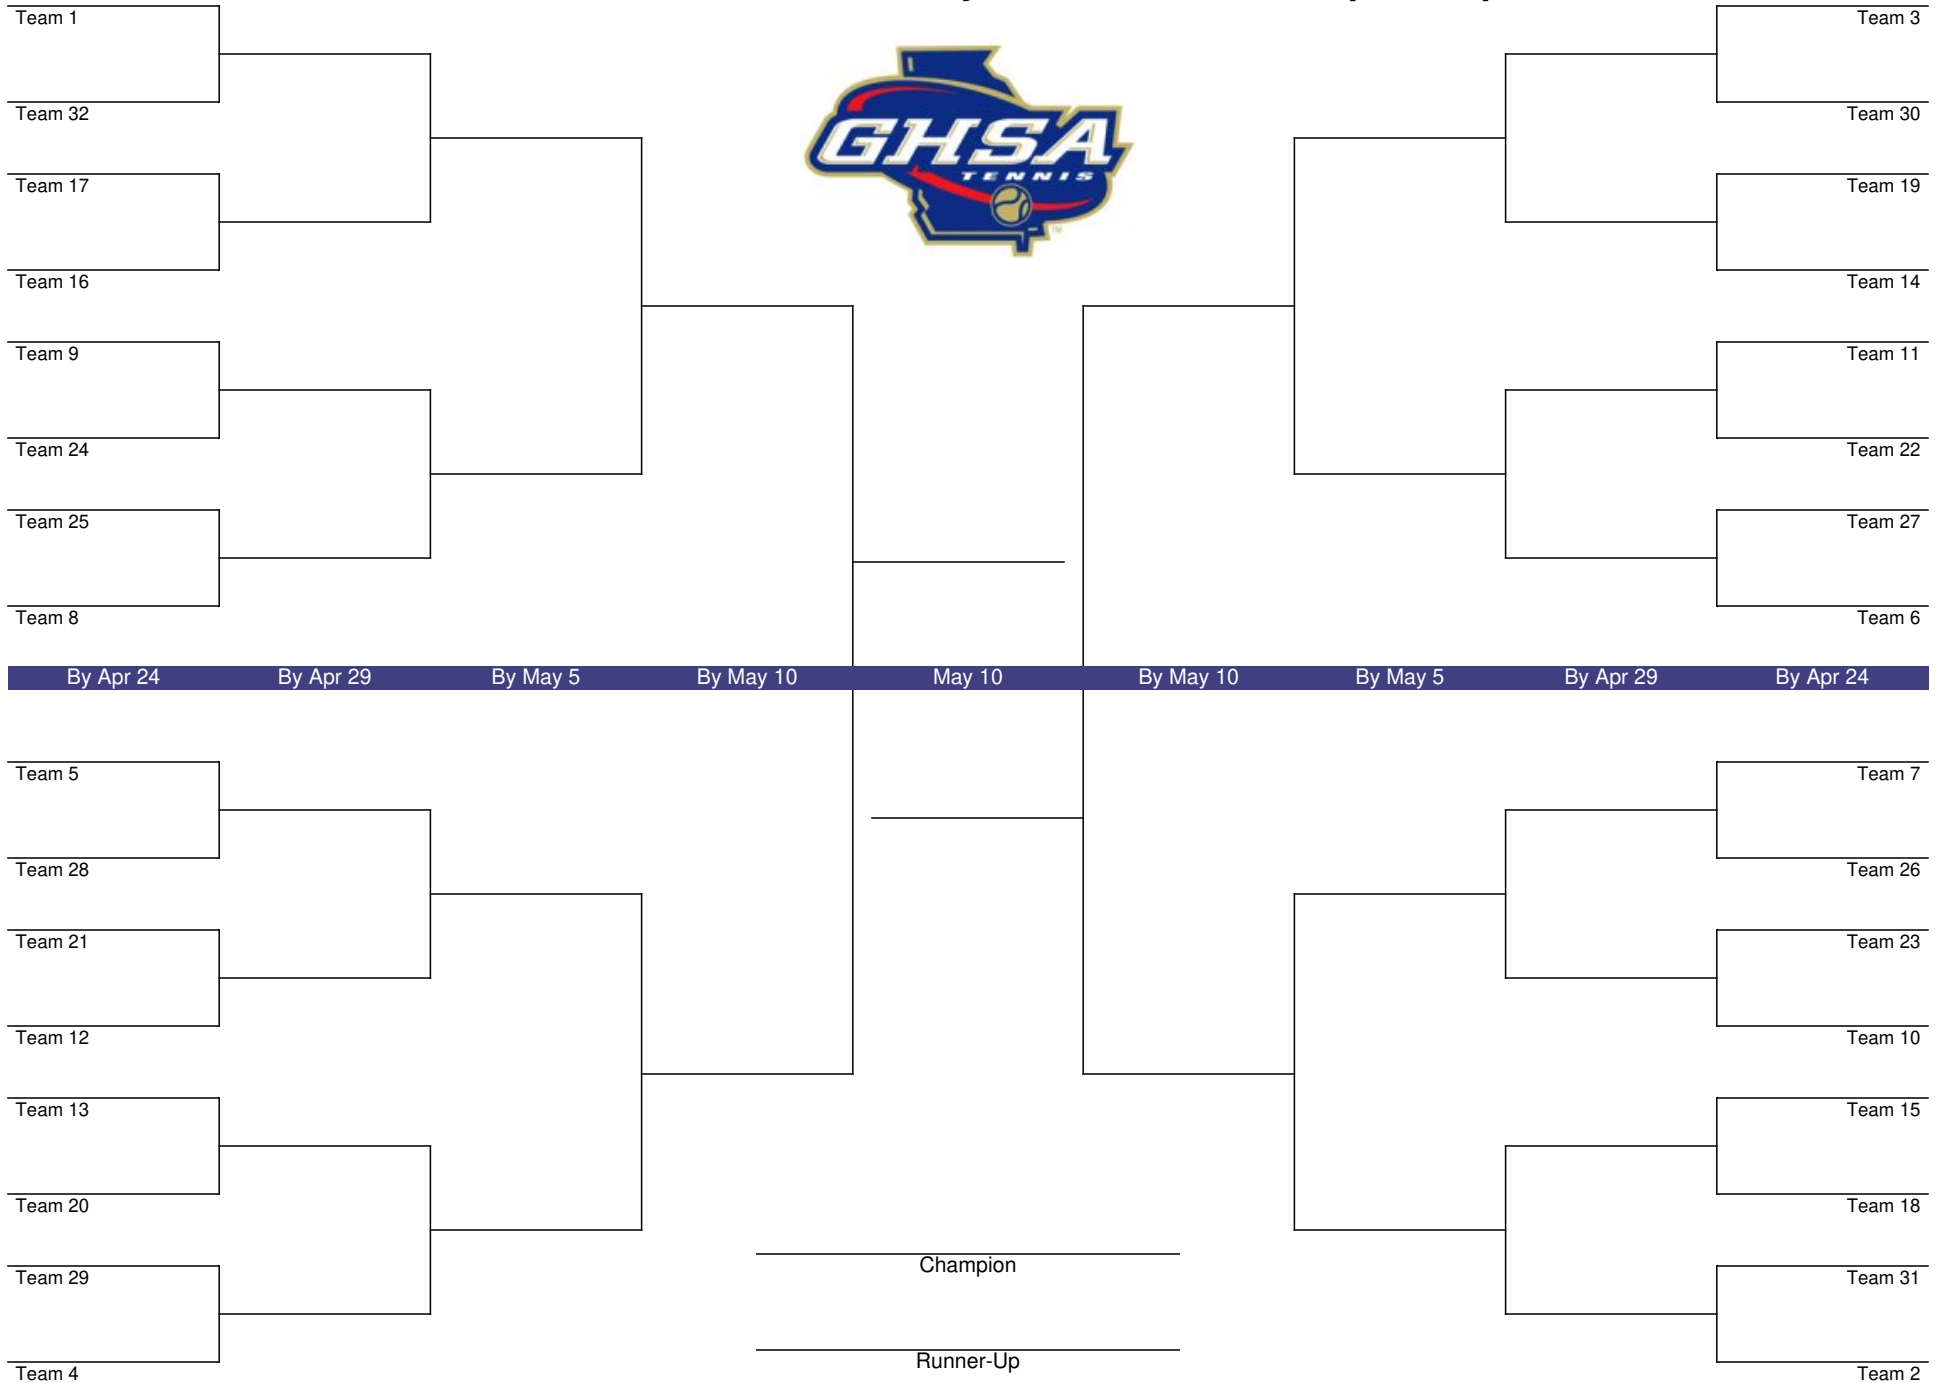 Team 1
Team 32
Team 17
Team 16
Team 9
Team 24
Team 25
Team 8
GHSA
TENNIS
TM
Team 3
Team 30
Team 19
Team 14
Team 11
Team 22
Team 27
Team 6
By Apr 24 By Apr 29 By May 5 By May 10 May 10 By May 10 By May 5 By Apr 29 By Apr 24
Team 5
Team 28
Team 21
Team 12
Team 13
Team 20
Team 29
Team 4
Champion
Runner-Up
Team 7
Team 26
Team 23
Team 10
Team 15
Team 18
Team 31
Team 2